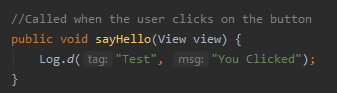 //Called when the user clicks on the button
public void sayHello(View view) {
Log.d( tag: "Test", msg: "You Clicked");
}